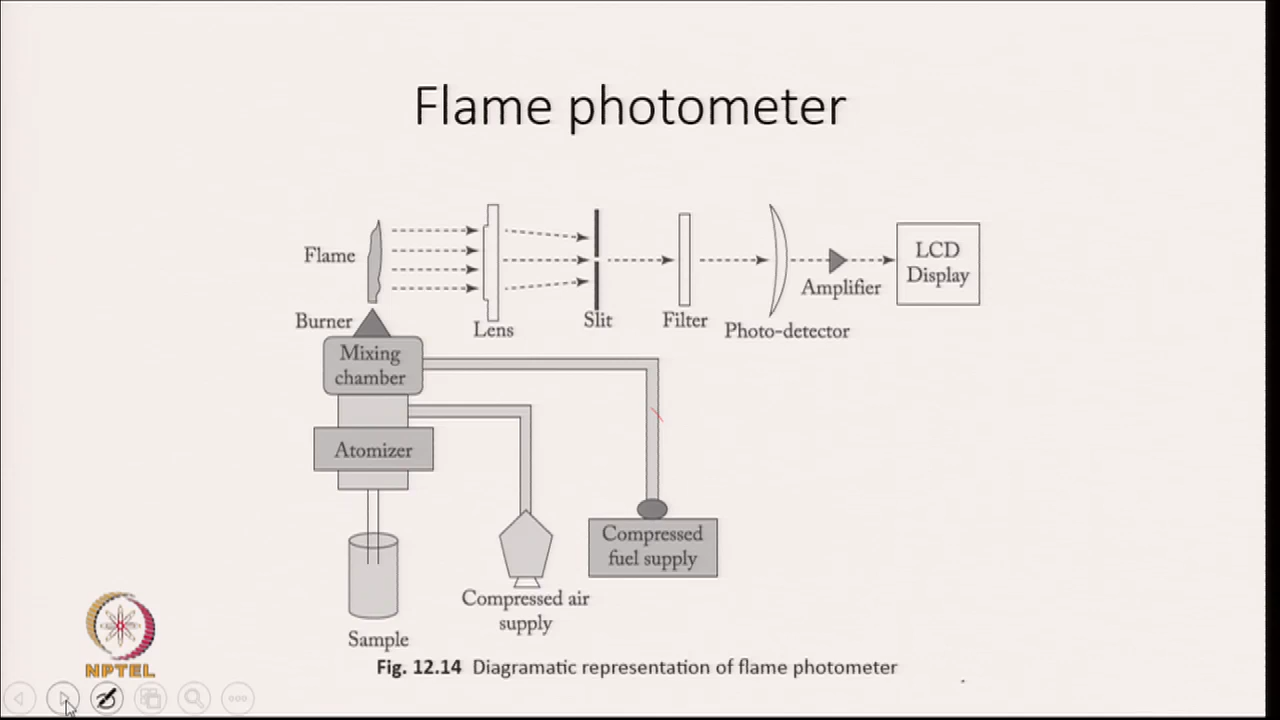 Flame photometer
Flame
Burner
Lens
Slit
Filter
Photo-detector
Amplifier
LCD
Display
Mixing
chamber
Atomizer
Compressed
fuel supply
Compressed air
supply
Sample
NPTEL
Fig. 12.14 Diagramatic representation of flame photometer